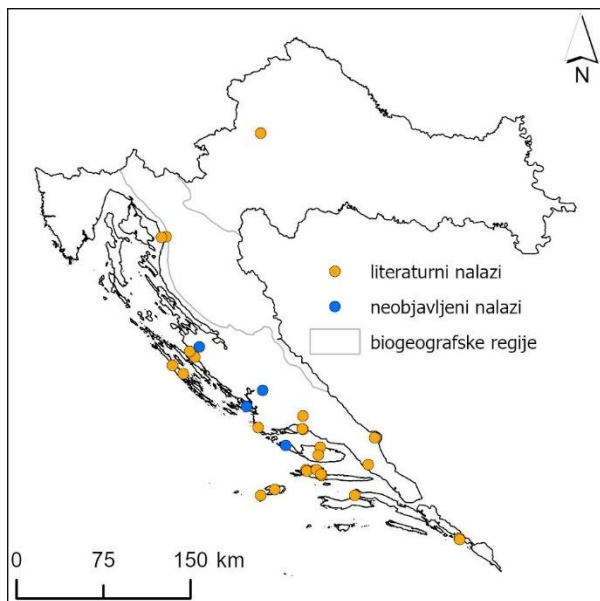 N
literaturni nalazi
neobjavljeni nalazi
biogeografske regije
0 75 150 km